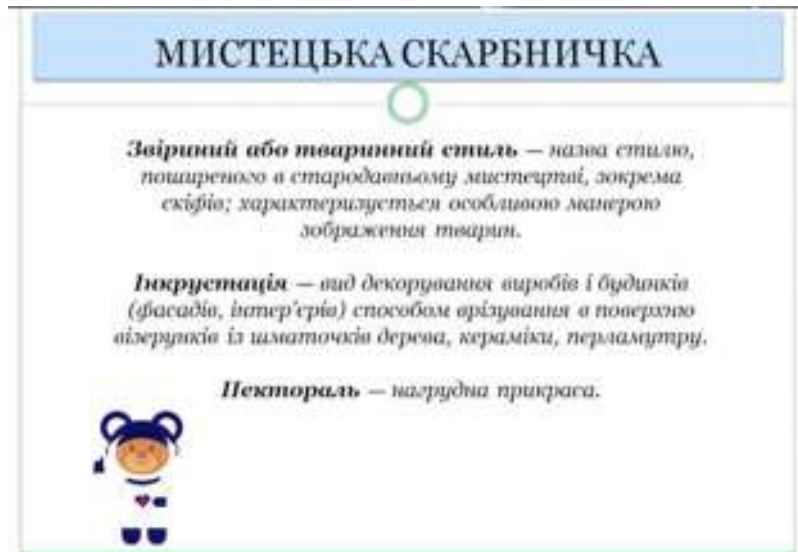 МИСТЕЦЬКА СКАРБНИЧКА
Звіриний або тваринний стиль — назва стилю,
поширеного в стародавньому мистецтві, зокрема
скіфів; характеризується особливою манерою
зображення тварин.
Інкрустація — вид декорування виробів і будинків
(фасадів, інтер'єрів) способом врізування в поверхню
візерунків із шматочків дерева, кераміки, перламутру.
Пектораль — нагрудна прикраса.